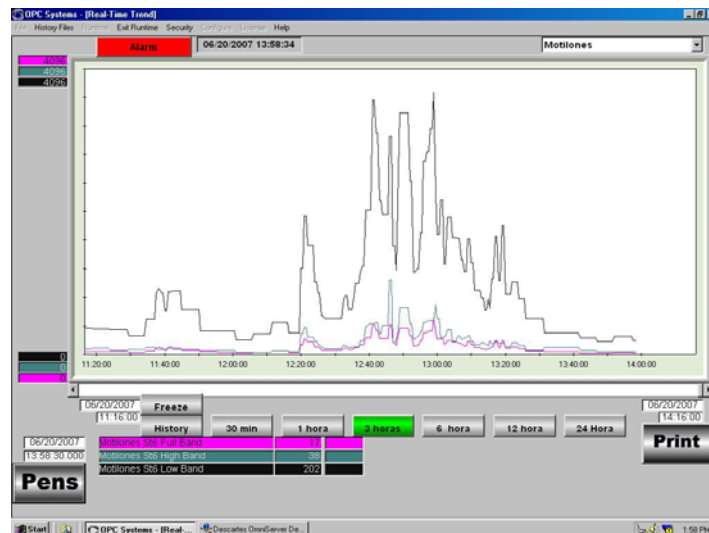 OPC Systems - [Real-Time Trend]
File History Files Runtime Exit Runtime Security Configure License Help
Alarm 06/20/2007 13:58:34 Motilones
4096
4096
4096
0
0
0
11:20:00 11:40:00 12:00:00 12:20:00 12:40:00 13:00:00 13:20:00 13:40:00 14:00:00
06/20/2007 Freeze 06/20/2007
11:16:00 14:16:00
History 30 min 1 hora 3 horas 6 hora 12 hora 24 Hora
06/20/2007 Motilones St6 Full Band 17 Print
13:58:30.000 Motilones St6 High Band 38
Motilones St6 Low Band 202
Pens
Start OPC Systems - [Real-... Descartes OmniServer De... 1:58 PM